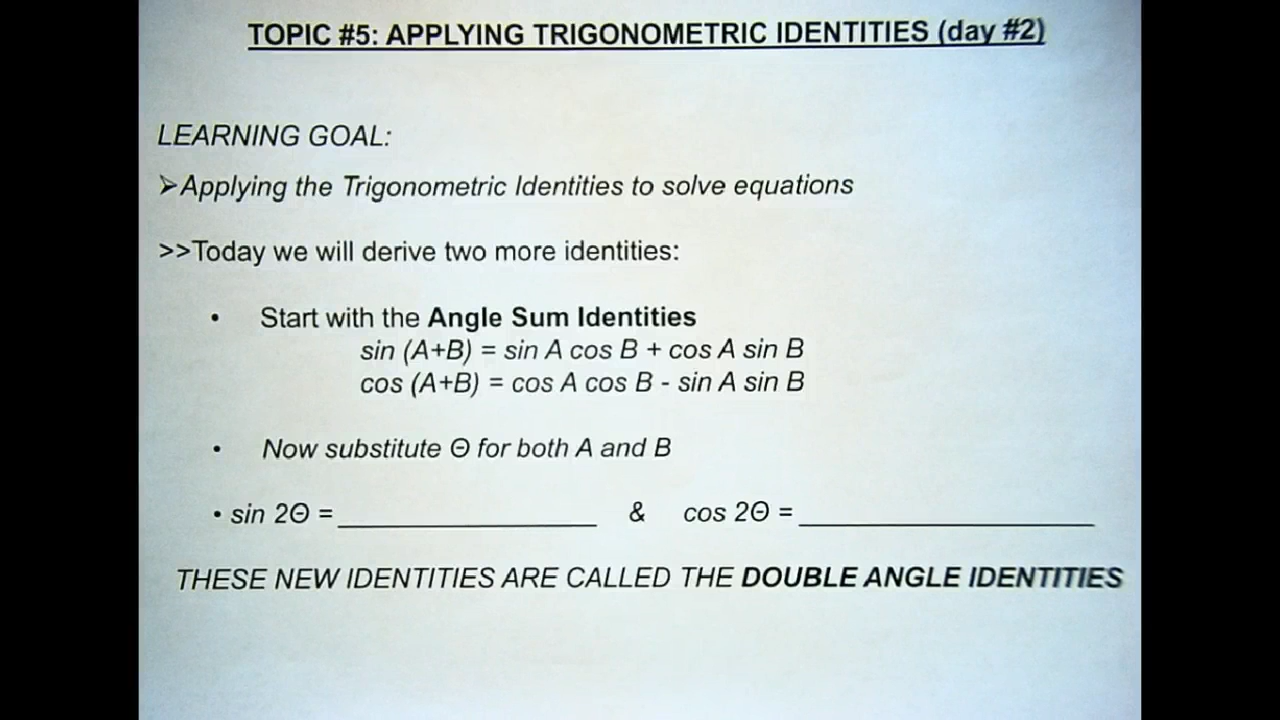 TOPIC #5: APPLYING TRIGONOMETRIC IDENTITIES (day #2)
LEARNING GOAL:
➢Applying the Trigonometric Identities to solve equations
>>Today we will derive two more identities:
• Start with the Angle Sum Identities
sin (A+B) = sin A cos B + cos A sin B
cos (A+B) = cos A cos B - sin A sin B
• Now substitute Θ for both A and B
• sin 2Θ = __________________ & cos 2Θ = _____________________
THESE NEW IDENTITIES ARE CALLED THE DOUBLE ANGLE IDENTITIES